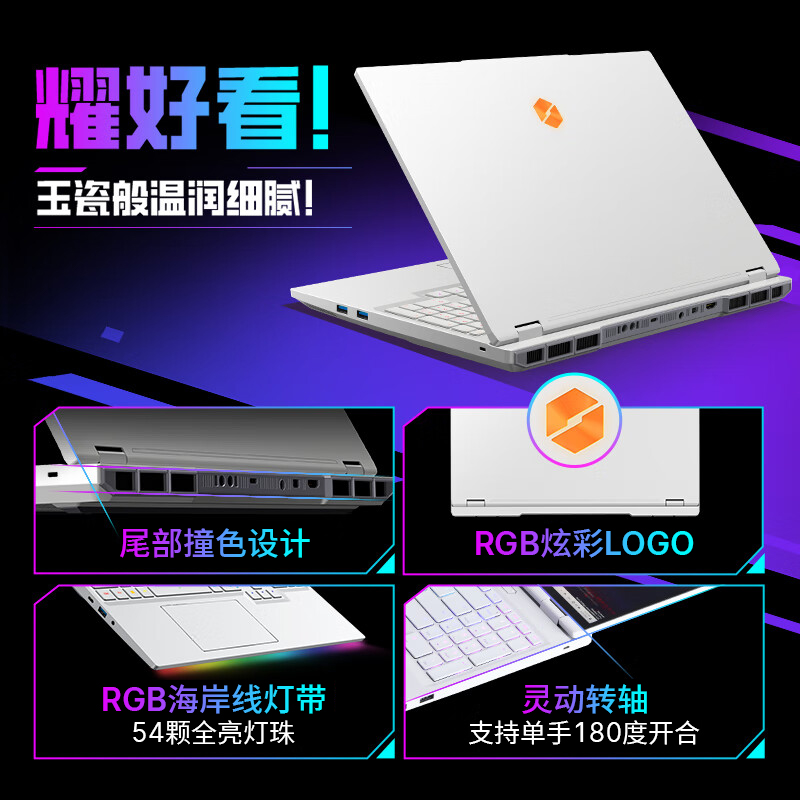 耀好看!
玉瓷般温润细腻!
尾部撞色设计
RGB炫彩LOGO
RGB海岸线灯带
54颗全亮灯珠
灵动转轴
支持单手180度开合